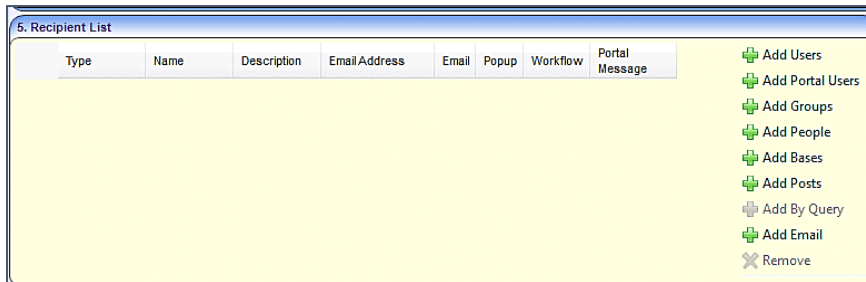 5. Recipient List
Type Name Description Email Address Email Popup Workflow Portal Message
Add Users
Add Portal Users
Add Groups
Add People
Add Bases
Add Posts
Add By Query
Add Email
Remove